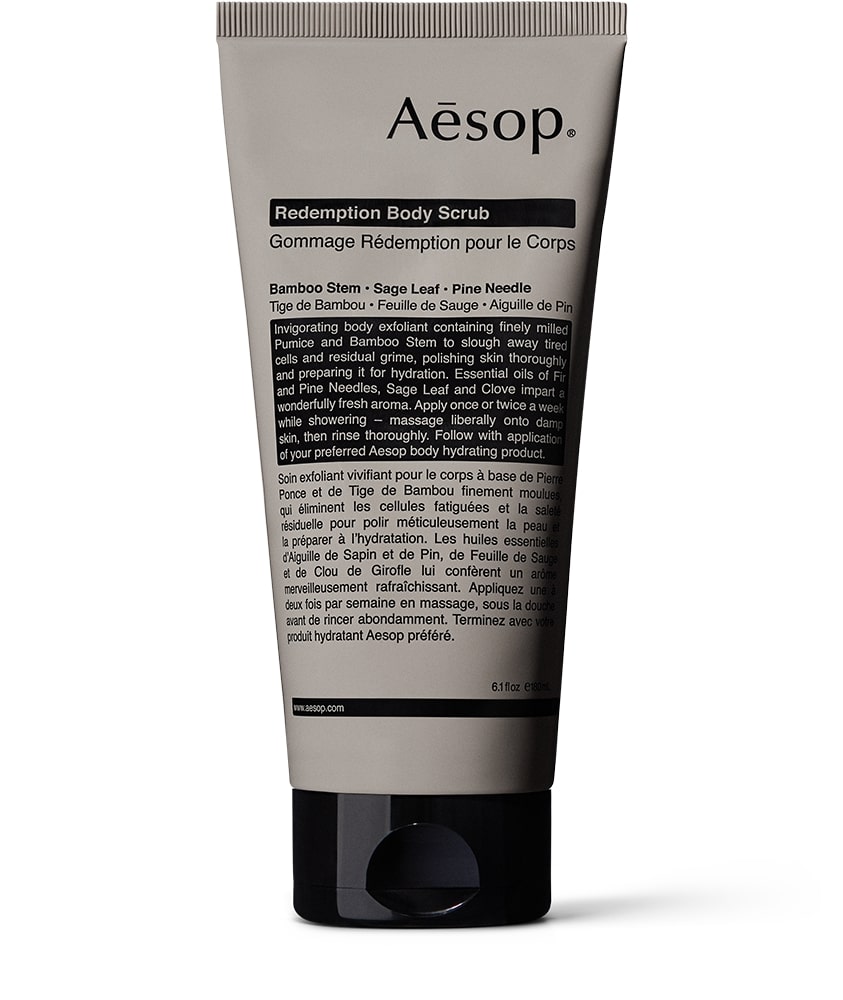 Aēsop®
Redemption Body Scrub
Gommage Rédemption pour le Corps
Bamboo Stem · Sage Leaf · Pine Needle
Tige de Bambou · Feuille de Sauge · Aiguille de Pin
Invigorating body exfoliant containing finely milled
Pumice and Bamboo Stem to slough away tired
cells and residual grime, polishing skin thoroughly
and preparing it for hydration. Essential oils of Fir
and Pine Needles, Sage Leaf and Clove impart a
wonderfully fresh aroma. Apply once or twice a week
while showering – massage liberally onto damp
skin, then rinse thoroughly. Follow with application
of your preferred Aesop body hydrating product.
Soin exfoliant vivifiant pour le corps à base de Pierre
Ponce et de Tige de Bambou finement moulues,
qui éliminent les cellules fatiguées et la saleté
résiduelle pour polir méticuleusement la peau et
la préparer à l'hydratation. Les huiles essentielles
d'Aiguille de Sapin et de Pin, de Feuille de Sauge
et de Clou de Girofle lui confèrent un arôme
merveilleusement rafraîchissant. Appliquez une à
deux fois par semaine en massage, sous la douche
avant de rincer abondamment. Terminez avec votre
produit hydratant Aesop préféré.
6.1 fl oz ℮180mL
www.aesop.com